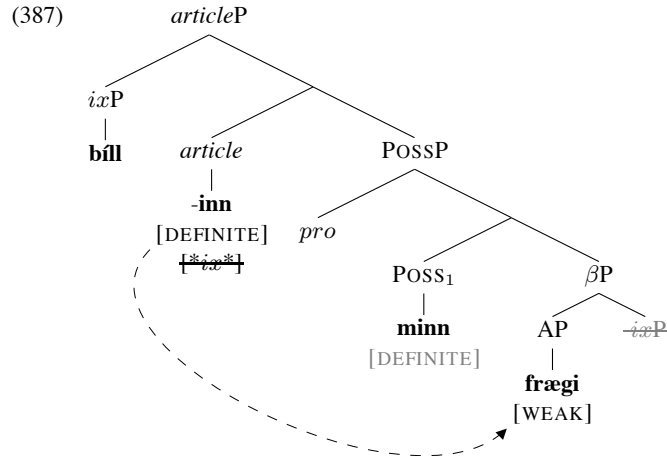 (387) articleP
ixP
bíll article POSSP
-inn
[DEFINITE] pro
[*ix*]
POSS₁ βP
minn AP ixP
[DEFINITE]
frægi
[WEAK]